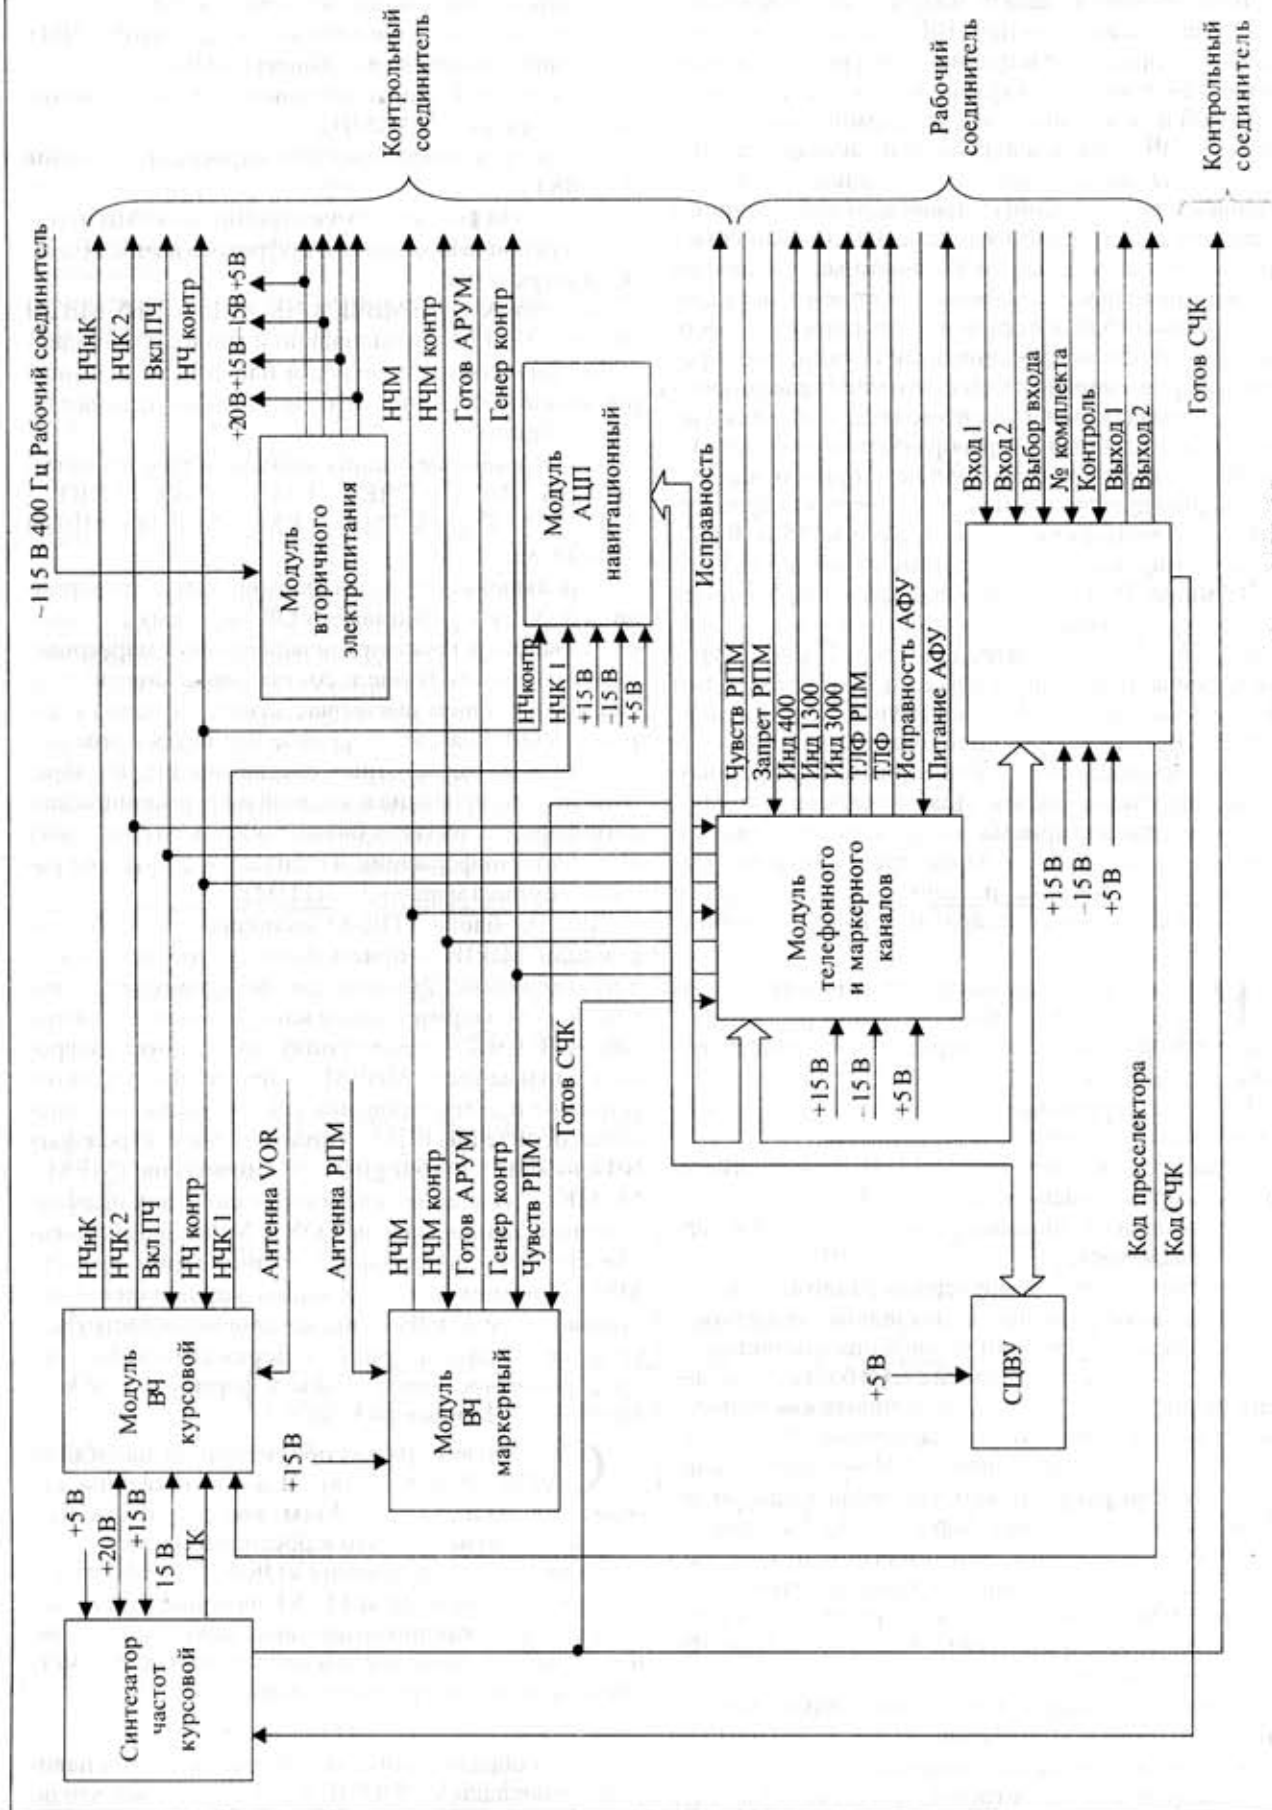 ~115 В 400 Гц Рабочий соединитель
Контрольный
соединитель
НЧнК
НЧК 2
Вкл ПЧ
НЧ контр
+20В
+15В
−15В
+5В
Модуль
вторичного
электропитания
НЧМ
НЧМ контр
Готов АРУМ
Генер контр
Модуль
АЦП
навигационный
НЧконтр
НЧК 1
+15 В
−15 В
+5 В
Исправность
Чувств РПМ
Запрет РПМ
Инд 400
Инд 1300
Инд 3000
ТЛФ РПМ
ТЛФ
Исправность АФУ
Питание АФУ
Рабочий
соединитель
Вход 1
Вход 2
Выбор входа
№ комплекта
Контроль
Выход 1
Выход 2
Готов СЧК
Контрольный
соединитель
Модуль
телефонного
и маркерного
каналов
+15 В
−15 В
+5 В
+15 В
−15 В
+5 В
НЧнК
НЧК 2
Вкл ПЧ
НЧ контр
НЧК 1
Антенна VOR
Антенна РПМ
НЧМ
НЧМ контр
Готов АРУМ
Генер контр
Чувств РПМ
Готов СЧК
Код преселектора
Код СЧК
Модуль
ВЧ
курсовой
+15 В
Модуль
ВЧ
маркерный
+5 В
СЦВУ
+5 В
+20 В
+15 В
15 В
ГК
Синтезатор
частот
курсовой